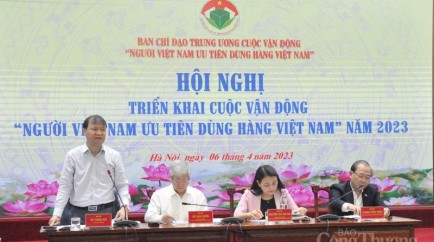 BAN CHỈ ĐẠO TRUNG ƯƠNG CUỘC VẬN ĐỘNG
"NGƯỜI VIỆT NAM ƯU TIÊN DÙNG HÀNG VIỆT NAM"
HỘI NGHỊ
TRIỂN KHAI CUỘC VẬN ĐỘNG
"NGƯỜI VIỆT NAM ƯU TIÊN DÙNG HÀNG VIỆT NAM" NĂM 2023
Hà Nội, ngày 06 tháng 4 năm 2023
BÁO
Công Thương